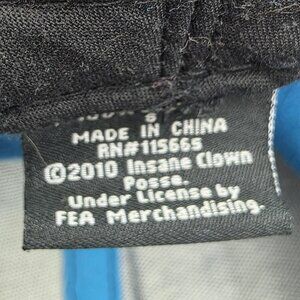 MADE IN CHINA
RN#115665
©2010 Insane Clown
Posse.
Under License by
FEA Merchandising.